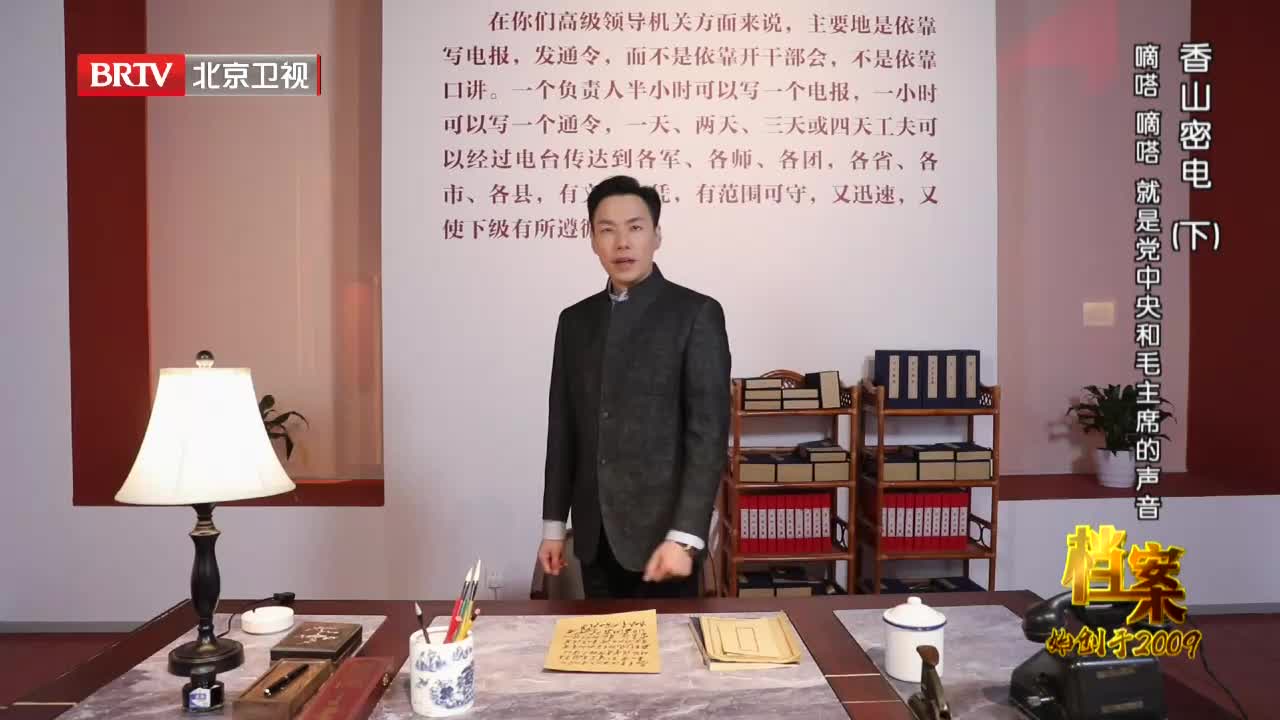 BRTV 北京卫视
在你们高级领导机关方面来说，主要地是依靠
写电报，发通令，而不是依靠开干部会，不是依靠
口讲。一个负责人半小时可以写一个电报，一小时
可以写一个通令，一天、两天、三天或四天工夫可
以经过电台传达到各军、各师、各团，各省、各
市、各县，有文 凭，有范围可守，又迅速，又
使下级有所遵
香山密电（下）
嘀嗒 嘀嗒 就是党中央和毛主席的声音
档案
始创于2009